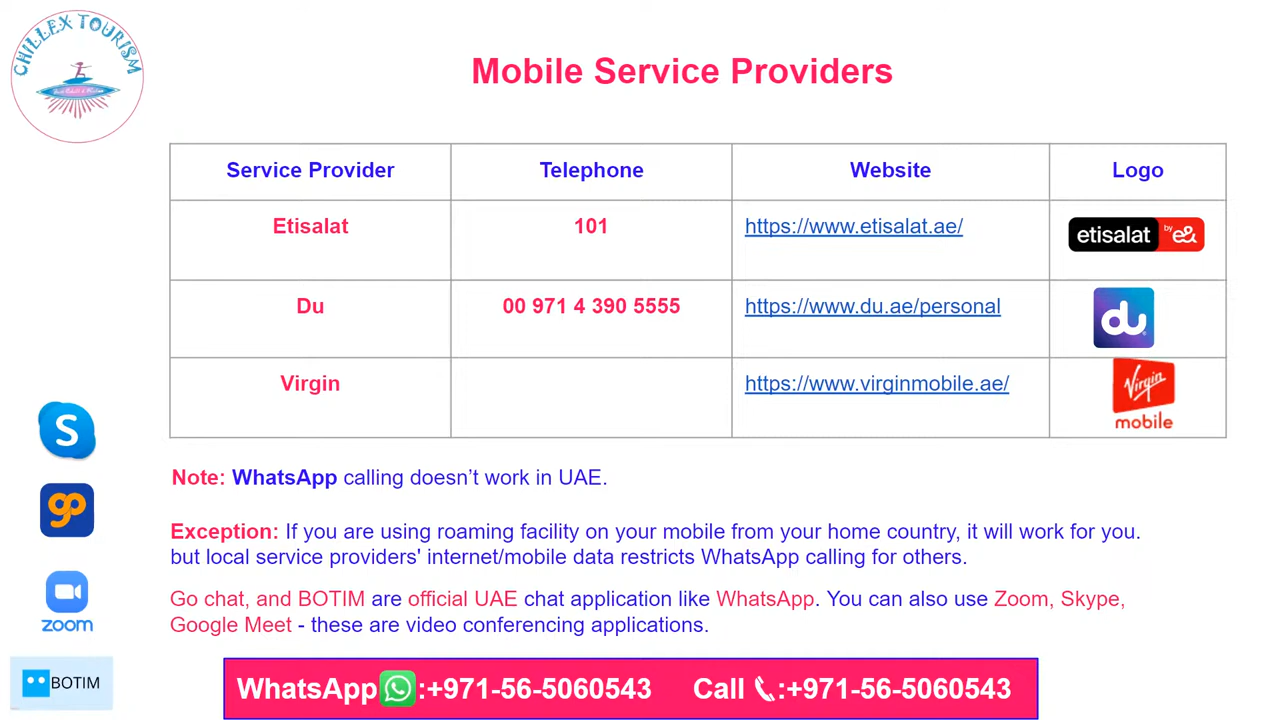 CHILLEX TOURISM
Mobile Service Providers
Service Provider Telephone Website Logo
Etisalat 101 https://www.etisalat.ae/ etisalat by e&
Du 00 971 4 390 5555 https://www.du.ae/personal du
Virgin https://www.virginmobile.ae/ Virgin
mobile
S
go
zoom
BOTIM
Note: WhatsApp calling doesn’t work in UAE.
Exception: If you are using roaming facility on your mobile from your home country, it will work for you.
but local service providers' internet/mobile data restricts WhatsApp calling for others.
Go chat, and BOTIM are official UAE chat application like WhatsApp. You can also use Zoom, Skype,
Google Meet - these are video conferencing applications.
WhatsApp :+971-56-5060543 Call :+971-56-5060543